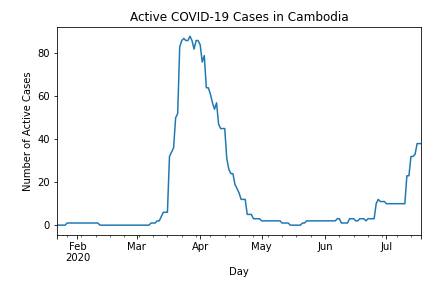 Active COVID-19 Cases in Cambodia
Number of Active Cases
80
60
40
20
0
Feb Mar Apr May Jun Jul
2020
Day